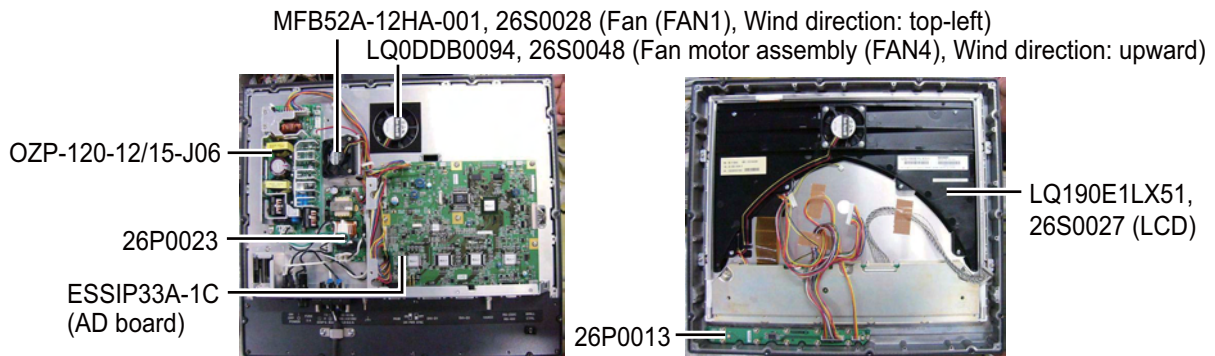 MFB52A-12HA-001, 26S0028 (Fan (FAN1), Wind direction: top-left)
LQ0DDB0094, 26S0048 (Fan motor assembly (FAN4), Wind direction: upward)
OZP-120-12/15-J06
26P0023
ESSIP33A-1C
(AD board)
LQ190E1LX51,
26S0027 (LCD)
26P0013